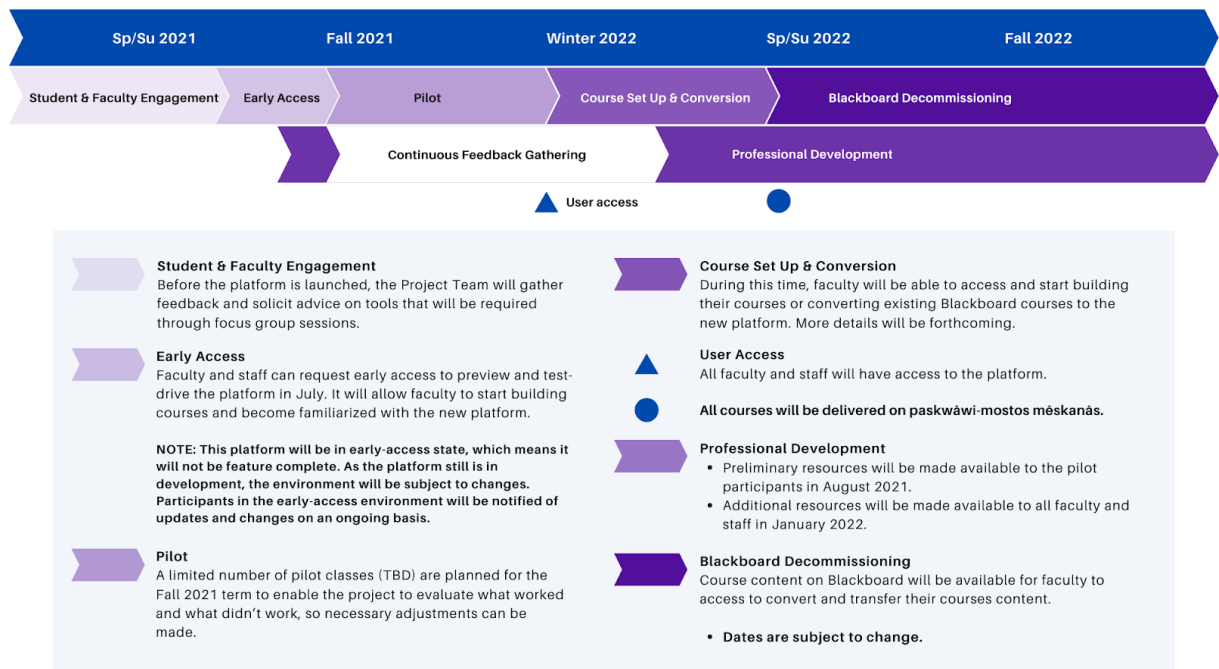 Sp/Su 2021
Fall 2021
Winter 2022
Sp/Su 2022
Fall 2022
Student & Faculty Engagement
Early Access
Pilot
Course Set Up & Conversion
Blackboard Decommissioning
Continuous Feedback Gathering
Professional Development
User access
Student & Faculty Engagement
Before the platform is launched, the Project Team will gather
feedback and solicit advice on tools that will be required
through focus group sessions.
Early Access
Faculty and staff can request early access to preview and test-
drive the platform in July. It will allow faculty to start building
courses and become familiarized with the new platform.
NOTE: This platform will be in early-access state, which means it
will not be feature complete. As the platform still is in
development, the environment will be subject to changes.
Participants in the early-access environment will be notified of
updates and changes on an ongoing basis.
Pilot
A limited number of pilot classes (TBD) are planned for the
Fall 2021 term to enable the project to evaluate what worked
and what didn't work, so necessary adjustments can be
made.
Course Set Up & Conversion
During this time, faculty will be able to access and start building
their courses or converting existing Blackboard courses to the
new platform. More details will be forthcoming.
User Access
All faculty and staff will have access to the platform.
All courses will be delivered on paskwâwi-mostos mêskanâs.
Professional Development
• Preliminary resources will be made available to the pilot
participants in August 2021.
• Additional resources will be made available to all faculty and
staff in January 2022.
Blackboard Decommissioning
Course content on Blackboard will be available for faculty to
access to convert and transfer their courses content.
• Dates are subject to change.